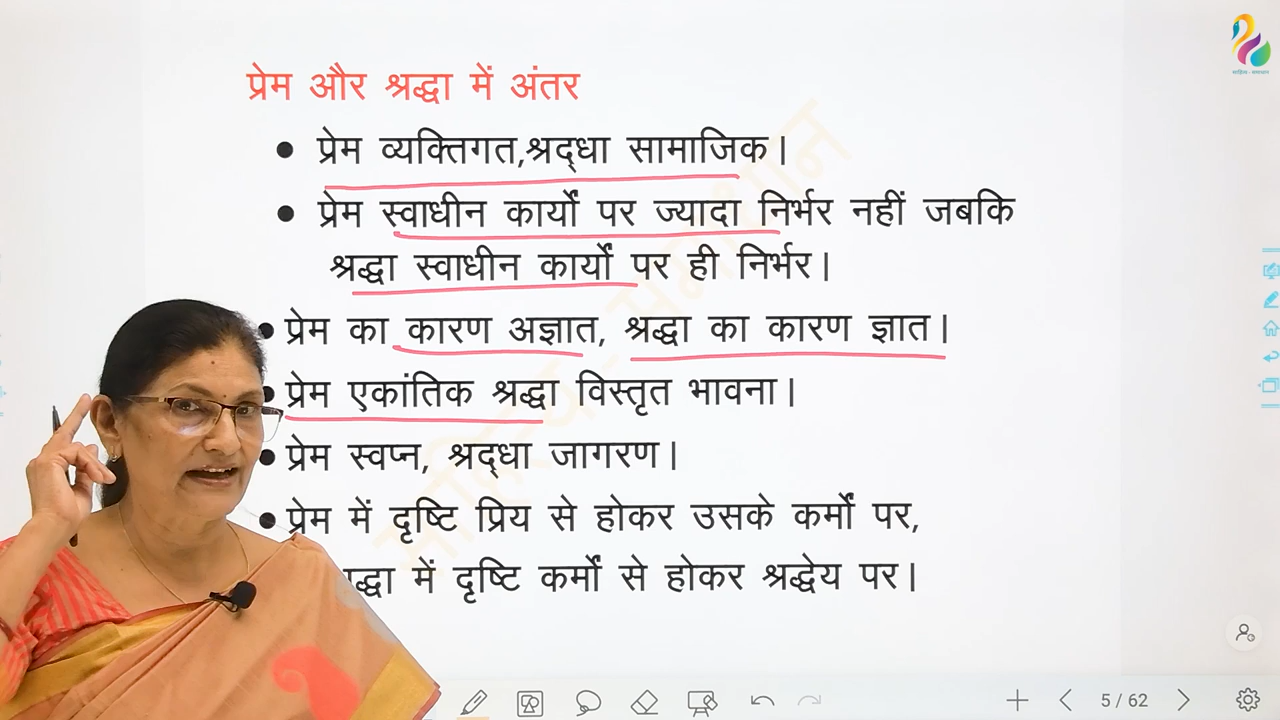 प्रेम और श्रद्धा में अंतर
• प्रेम व्यक्तिगत,श्रद्‌धा सामाजिक।
• प्रेम स्वाधीन कार्यों पर ज्यादा निर्भर नहीं जबकि
श्रद्धा स्वाधीन कार्यों पर ही निर्भर।
• प्रेम का कारण अज्ञात, श्रद्धा का कारण ज्ञात।
• प्रेम एकांतिक श्रद्धा विस्तृत भावना।
• प्रेम स्वप्न, श्रद्‌धा जागरण।
• प्रेम में दृष्टि प्रिय से होकर उसके कर्मों पर,
में दृष्टि कर्मों से होकर श्रद्धेय पर।
साहित्य - समाधान
5 / 62